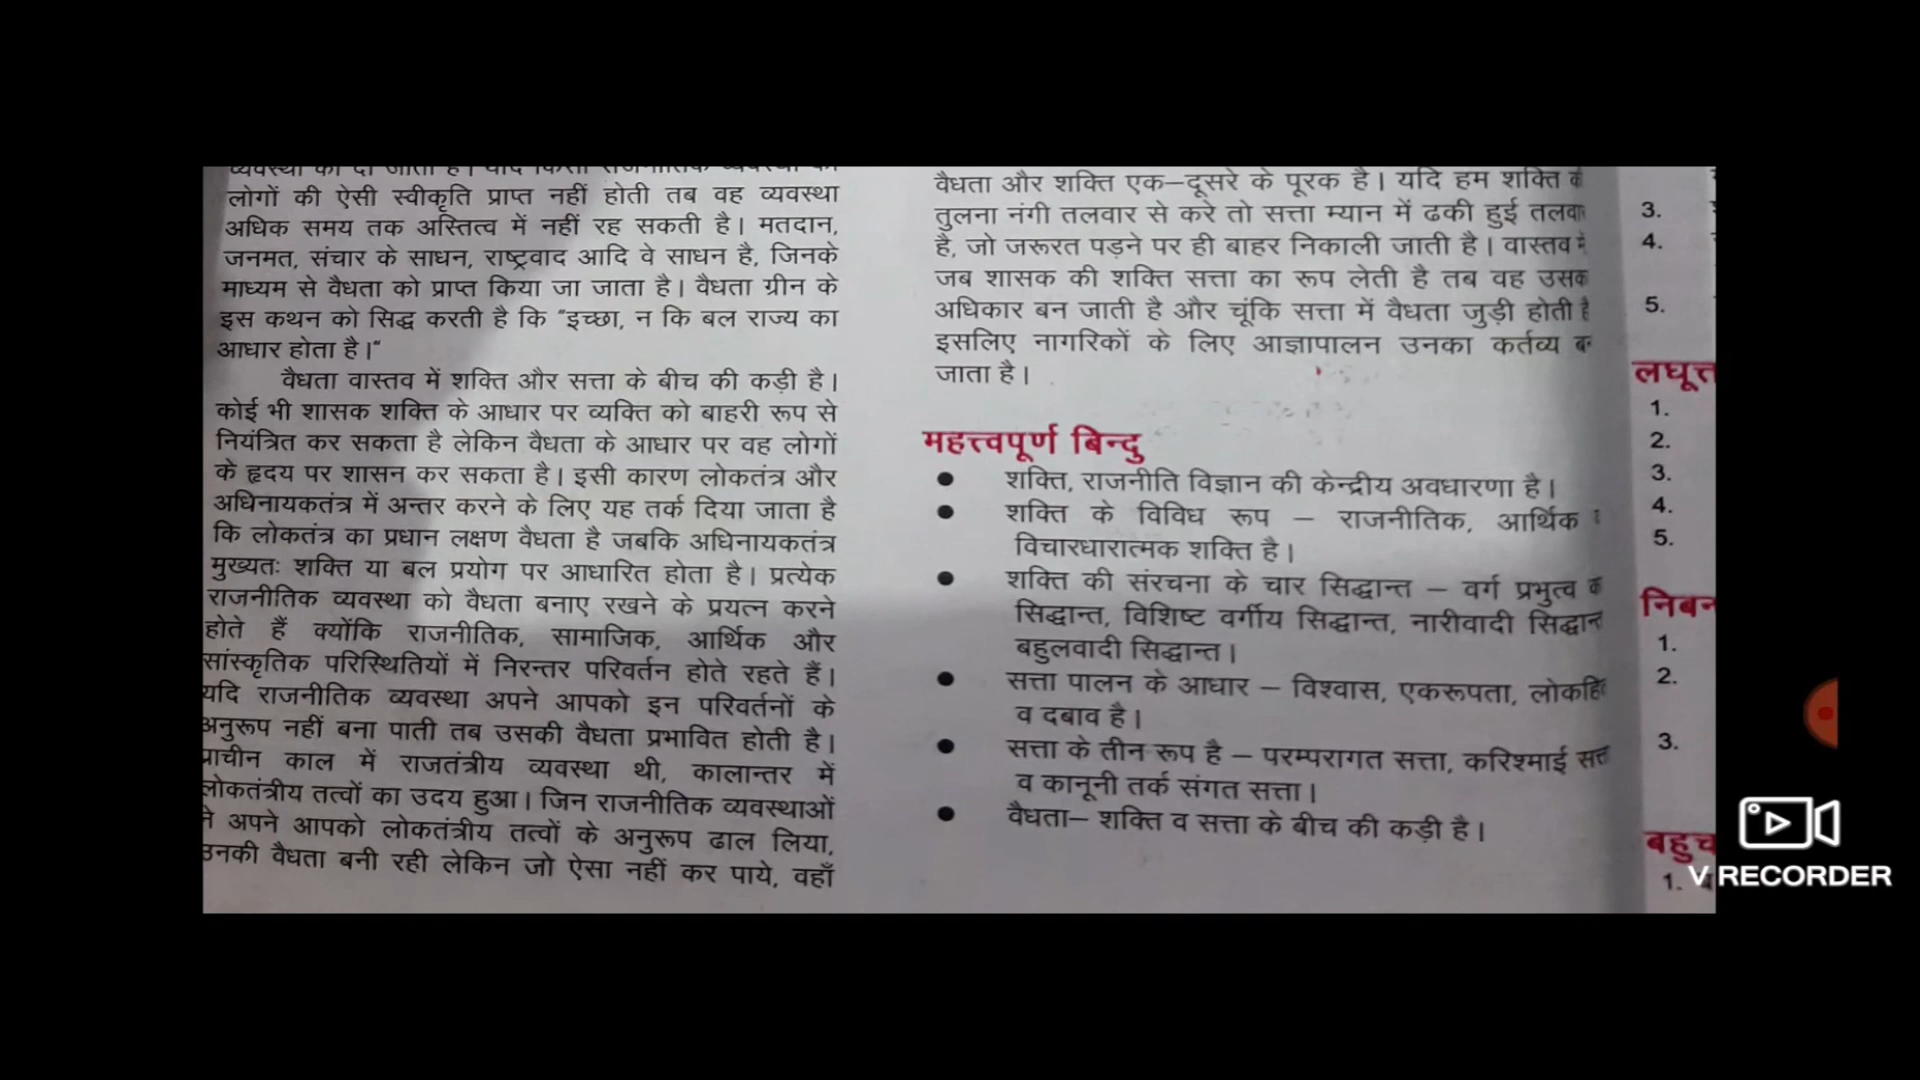 लोगों की ऐसी स्वीकृति प्राप्त नहीं होती तब वह व्यवस्था
अधिक समय तक अस्तित्व में नहीं रह सकती है। मतदान,
जनमत, संचार के साधन, राष्ट्रवाद आदि वे साधन है, जिनके
माध्यम से वैधता को प्राप्त किया जा जाता है। वैधता ग्रीन के
इस कथन को सिद्ध करती है कि "इच्छा, न कि बल राज्य का
आधार होता है।"
वैधता वास्तव में शक्ति और सत्ता के बीच की कड़ी है।
कोई भी शासक शक्ति के आधार पर व्यक्ति को बाहरी रूप से
नियंत्रित कर सकता है लेकिन वैधता के आधार पर वह लोगों
के हृदय पर शासन कर सकता है। इसी कारण लोकतंत्र और
अधिनायकतंत्र में अन्तर करने के लिए यह तर्क दिया जाता है
कि लोकतंत्र का प्रधान लक्षण वैधता है जबकि अधिनायकतंत्र
मुख्यतः शक्ति या बल प्रयोग पर आधारित होता है। प्रत्येक
राजनीतिक व्यवस्था को वैधता बनाए रखने के प्रयत्न करने
होते हैं क्योंकि राजनीतिक, सामाजिक, आर्थिक और
सांस्कृतिक परिस्थितियों में निरन्तर परिवर्तन होते रहते हैं।
यदि राजनीतिक व्यवस्था अपने आपको इन परिवर्तनों के
अनुरूप नहीं बना पाती तब उसकी वैधता प्रभावित होती है।
प्राचीन काल में राजतंत्रीय व्यवस्था थी, कालान्तर में
लोकतंत्रीय तत्वों का उदय हुआ। जिन राजनीतिक व्यवस्थाओं
ने अपने आपको लोकतंत्रीय तत्वों के अनुरूप ढाल लिया,
उनकी वैधता बनी रही लेकिन जो ऐसा नहीं कर पाये, वहाँ
वैधता और शक्ति एक–दूसरे के पूरक है। यदि हम शक्ति
तुलना नंगी तलवार से करे तो सत्ता म्यान में ढकी हुई तलवार
है, जो जरूरत पड़ने पर ही बाहर निकाली जाती है। वास्तव में
जब शासक की शक्ति सत्ता का रूप लेती है तब वह
अधिकार बन जाती है और चूंकि सत्ता में वैधता जुड़ी होती है
इसलिए नागरिकों के लिए आज्ञापालन उनका कर्तव्य
जाता है।
महत्त्वपूर्ण बिन्दु
● शक्ति, राजनीति विज्ञान की केन्द्रीय अवधारणा है।
● शक्ति के विविध रूप – राजनीतिक, आर्थिक
विचारधारात्मक शक्ति है।
● शक्ति की संरचना के चार सिद्धान्त – वर्ग प्रभुत्व
सिद्धान्त, विशिष्ट वर्गीय सिद्धान्त, नारीवादी सिद्धान्त
बहुलवादी सिद्धान्त।
● सत्ता पालन के आधार – विश्वास, एकरूपता,
व दबाव है।
● सत्ता के तीन रूप है – परम्परागत सत्ता, करिश्माई
व कानूनी तर्क संगत सत्ता।
● वैधता– शक्ति व सत्ता के बीच की कड़ी है।
3.
4.
5.
लघूत्त
1.
2.
3.
4.
5.
निबन
1.
2.
3.
बहुच
1.
V RECORDER